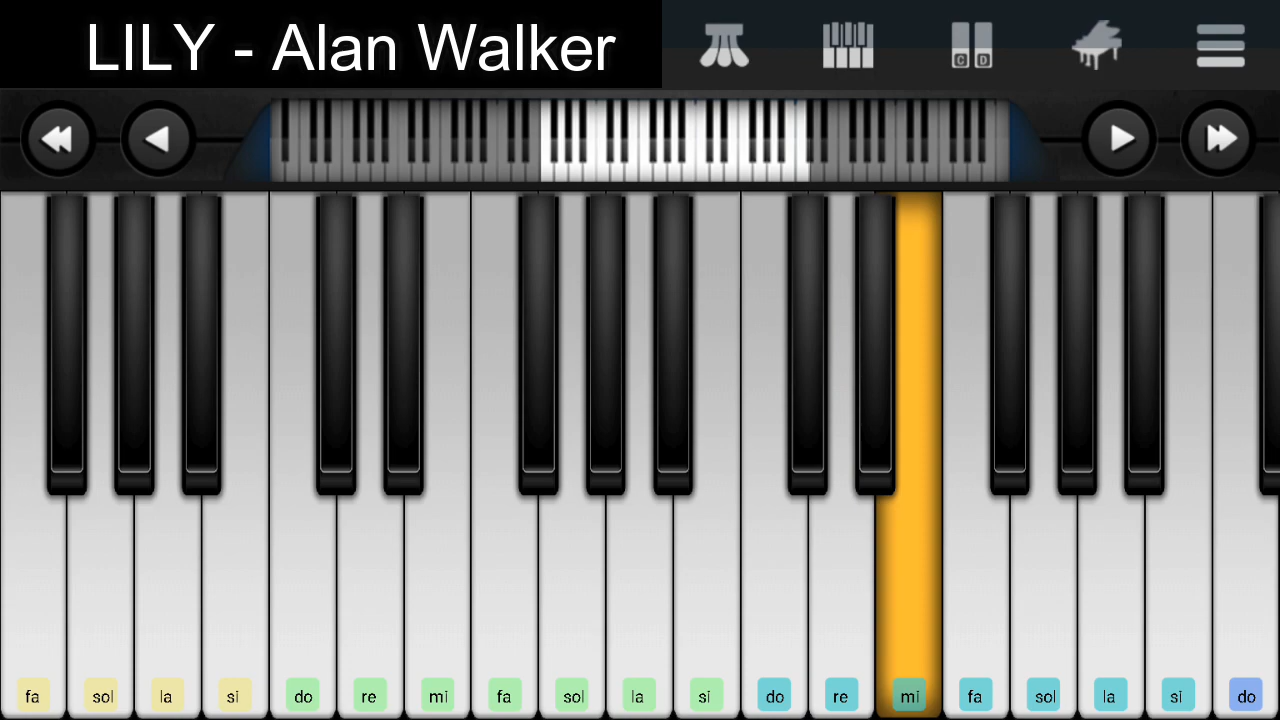 LILY - Alan Walker
C D
fa sol la si do re mi fa sol la si do re mi fa sol la si do